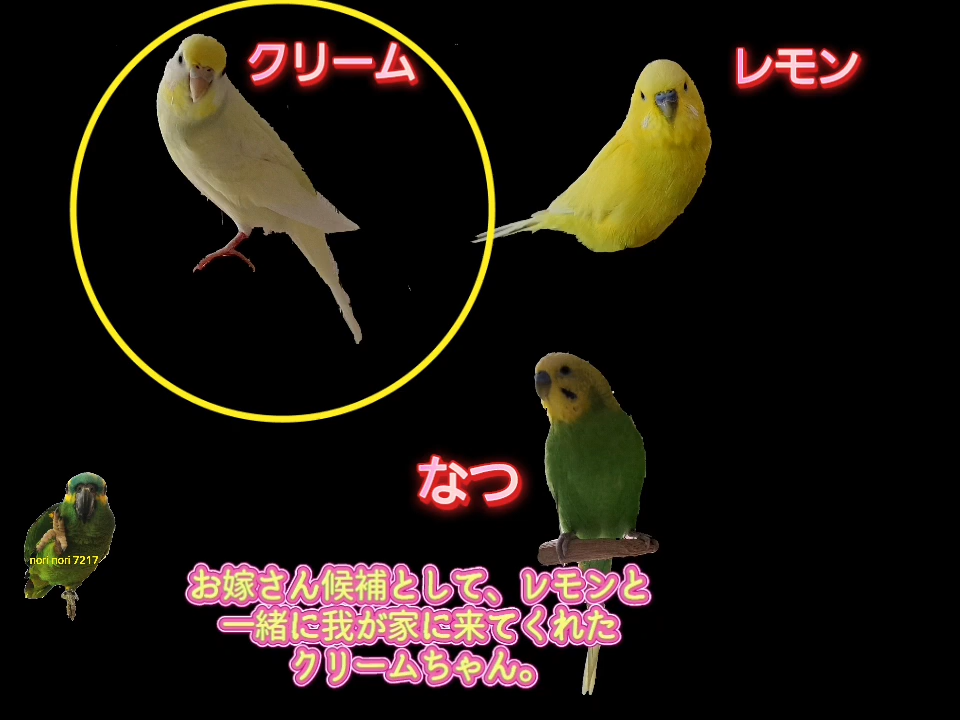 クリーム
レモン
なつ
nori nori 7217
お嫁さん候補として、レモンと
一緒に我が家に来てくれた
クリームちゃん。